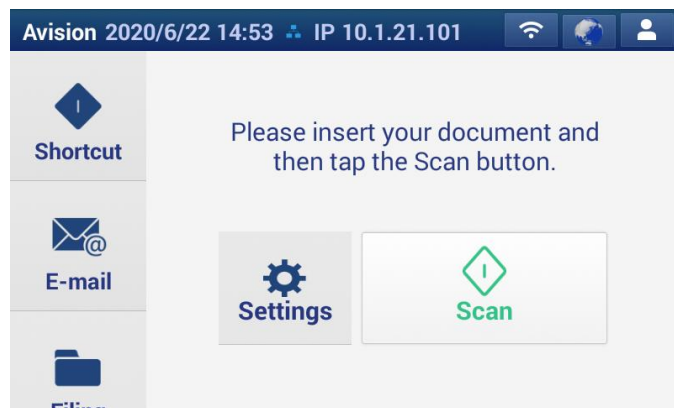 Avision 2020/6/22 14:53 IP 10.1.21.101
Shortcut
Please insert your document and
then tap the Scan button.
E-mail
Settings
Scan
Filing